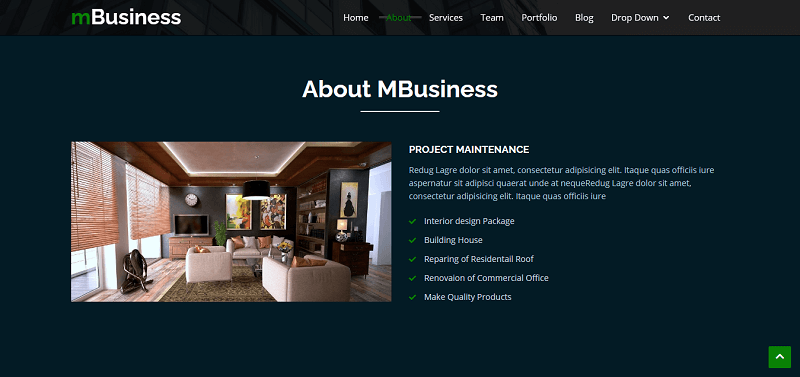 mBusiness
Home About Services Team Portfolio Blog Drop Down Contact
About MBusiness
PROJECT MAINTENANCE
Redug Lagre dolor sit amet, consectetur adipisicing elit. Itaque quas officiis iure
aspernatur sit adipisci quaerat unde at nequeRedug Lagre dolor sit amet,
consectetur adipisicing elit. Itaque quas officiis iure
Interior design Package
Building House
Reparing of Residentail Roof
Renovaion of Commercial Office
Make Quality Products